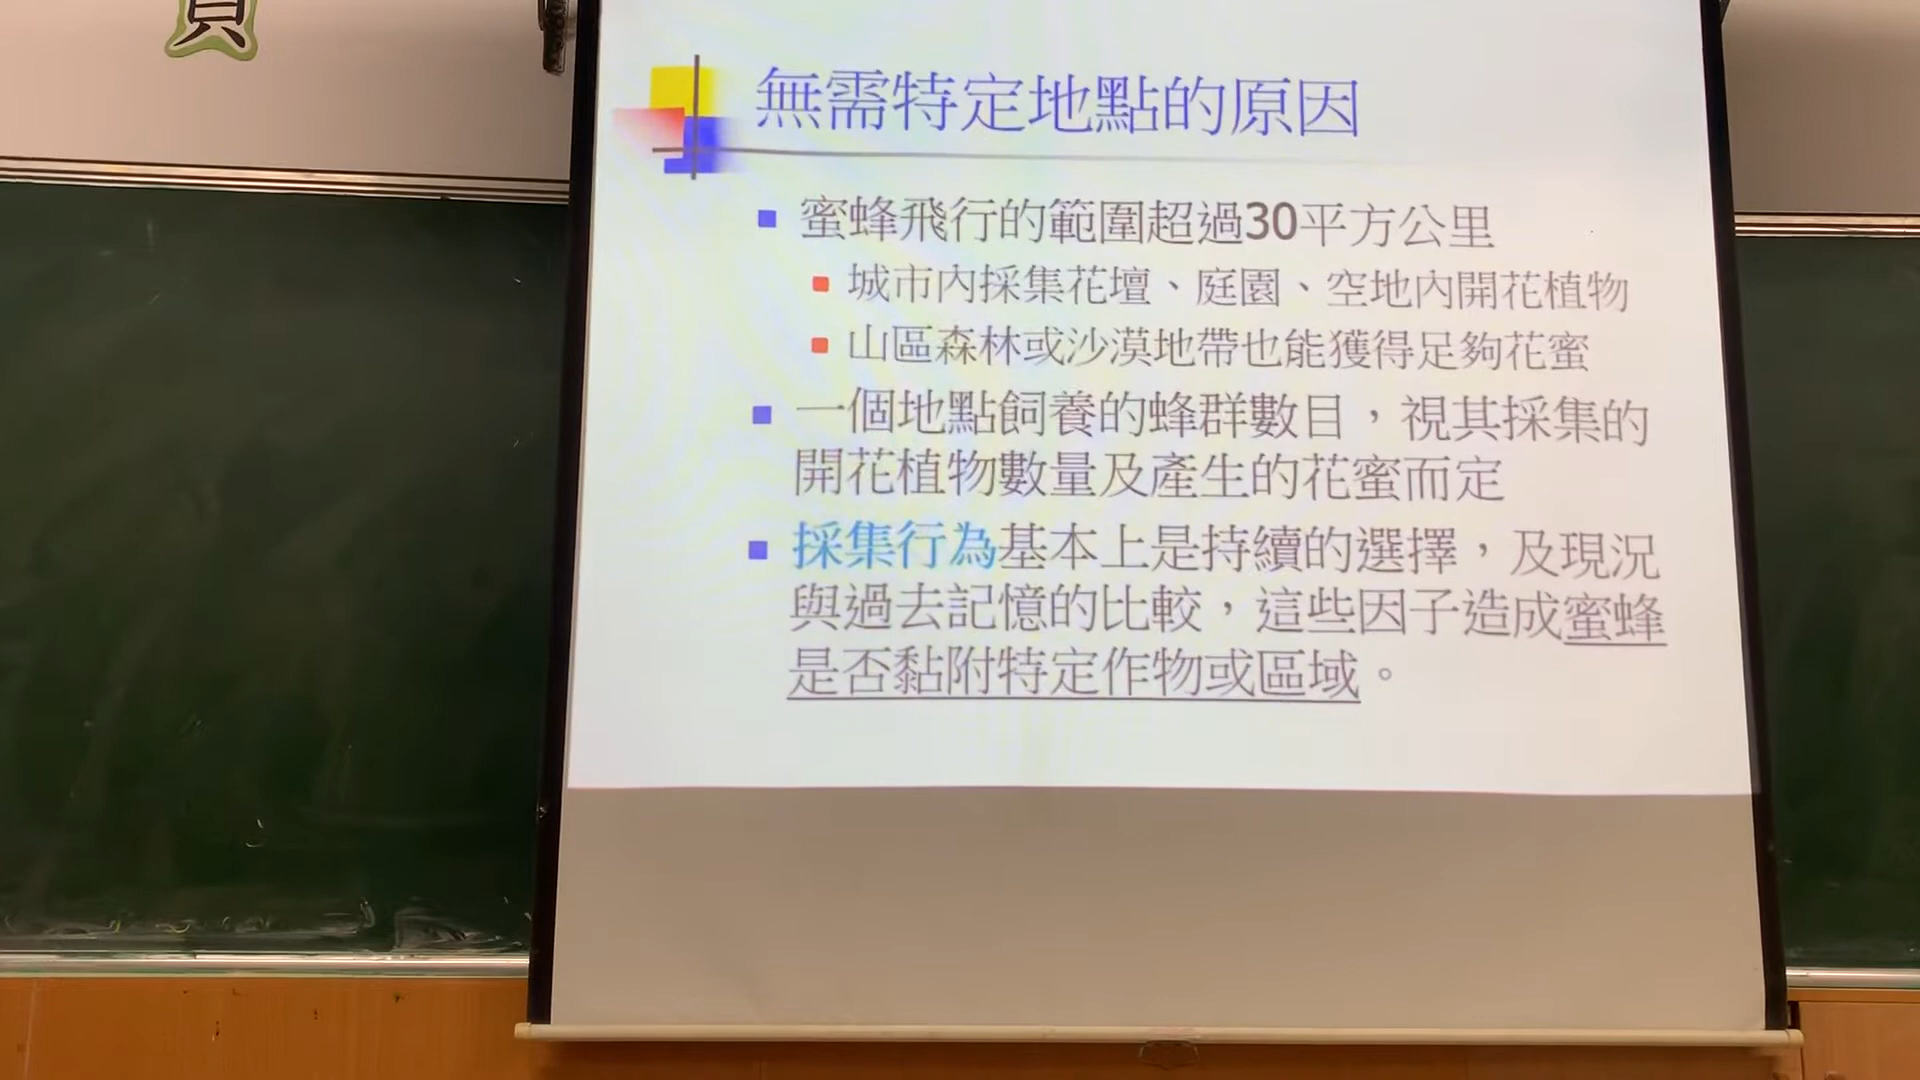 無需特定地點的原因
蜜蜂飛行的範圍超過30平方公里
城市內採集花壇、庭園、空地內開花植物
山區森林或沙漠地帶也能獲得足夠花蜜
一個地點飼養的蜂群數目，視其採集的
開花植物數量及產生的花蜜而定
採集行為基本上是持續的選擇，及現況
與過去記憶的比較，這些因子造成蜜蜂
是否黏附特定作物或區域。